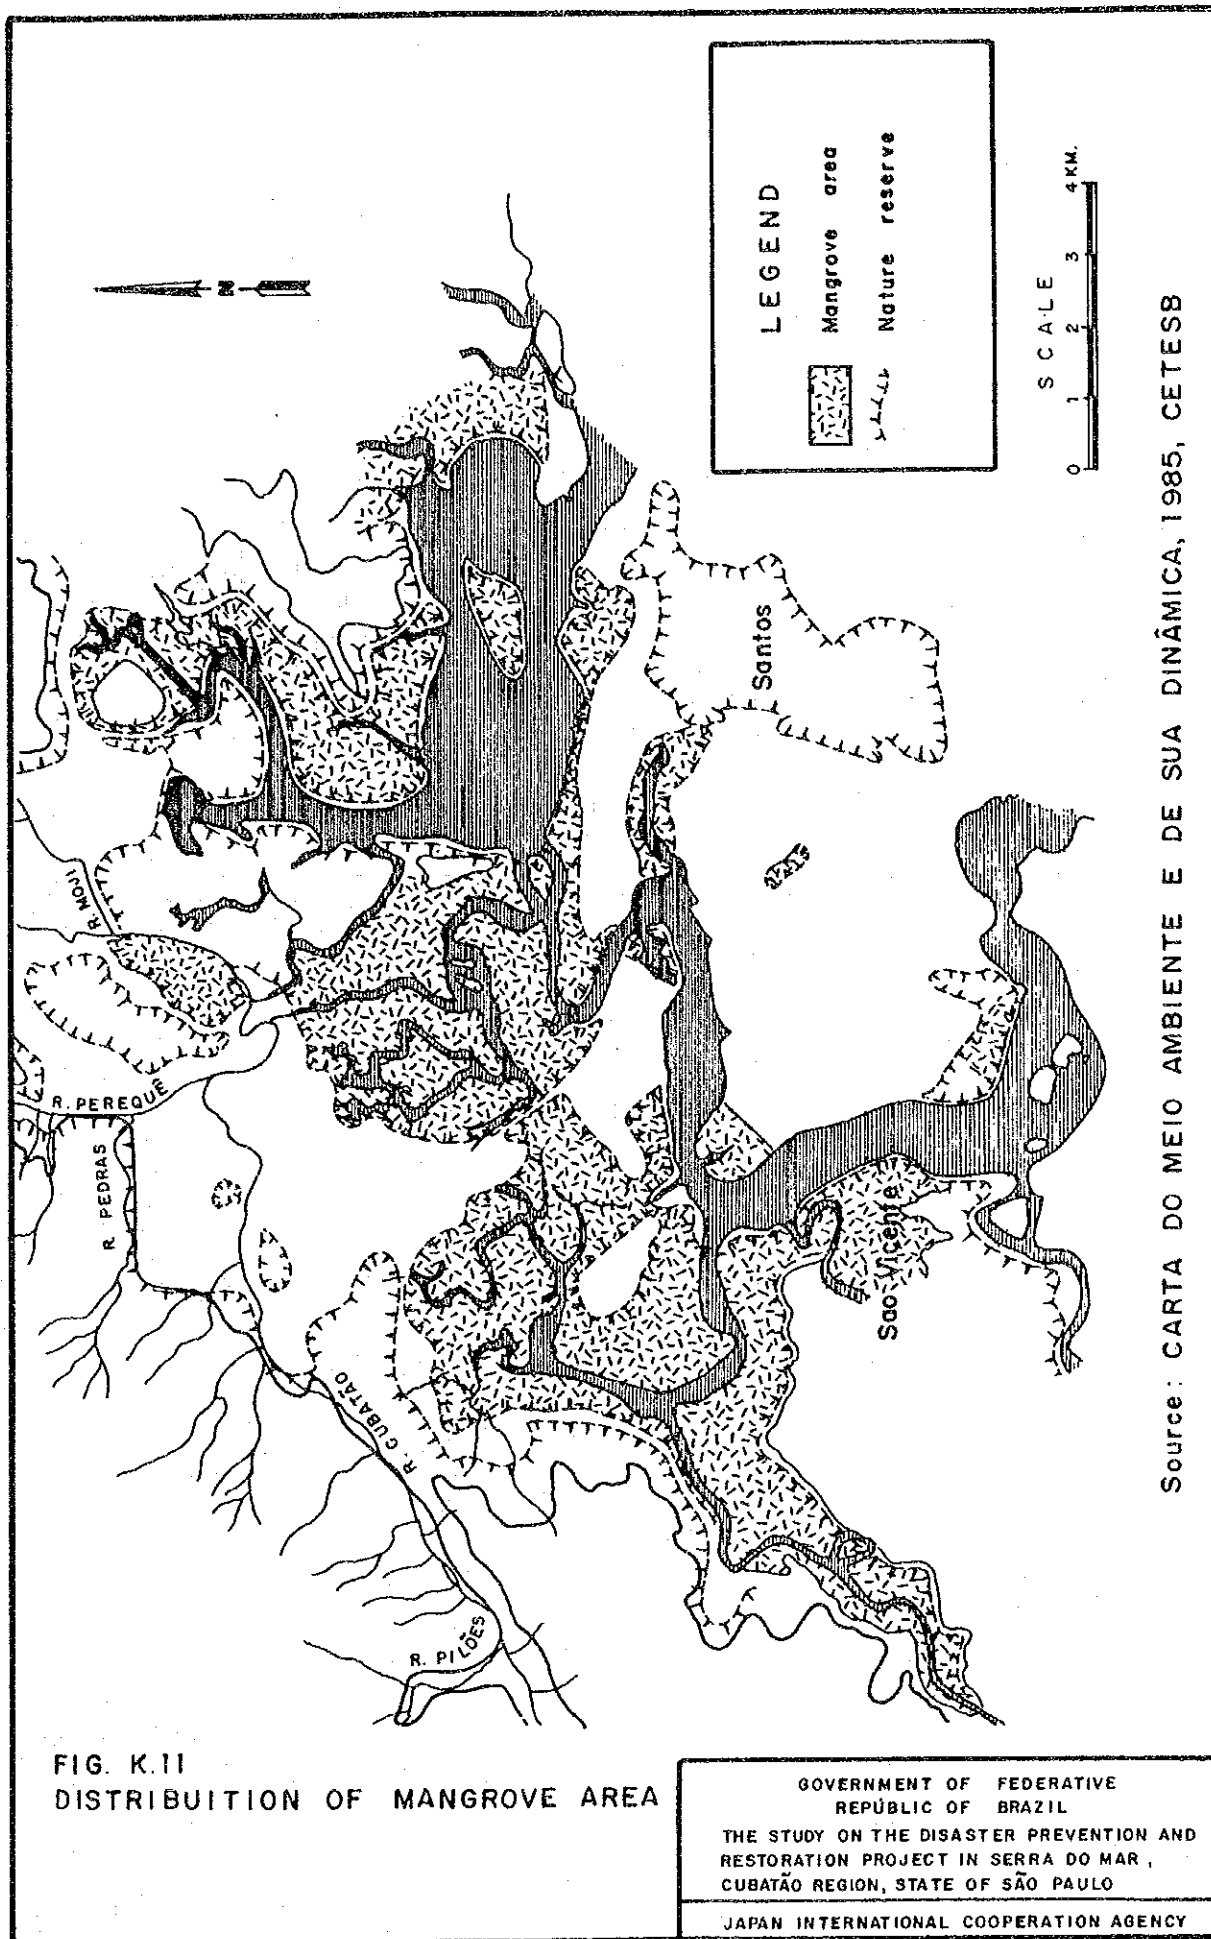 LEGEND
Mangrove area
Nature reserve
SCALE
0 1 2 3 4 KM.
N
R. MOJI
R. PEREQUÊ
R. PEDRAS
R. CUBATAO
R. PILÕES
Santos
Sao Vicente
Source: CARTA DO MEIO AMBIENTE E DE SUA DINÂMICA, 1985, CETESB
FIG. K.11
DISTRIBUITION OF MANGROVE AREA
GOVERNMENT OF FEDERATIVE
REPÚBLIC OF BRAZIL
THE STUDY ON THE DISASTER PREVENTION AND
RESTORATION PROJECT IN SERRA DO MAR,
CUBATÃO REGION, STATE OF SÃO PAULO
JAPAN INTERNATIONAL COOPERATION AGENCY